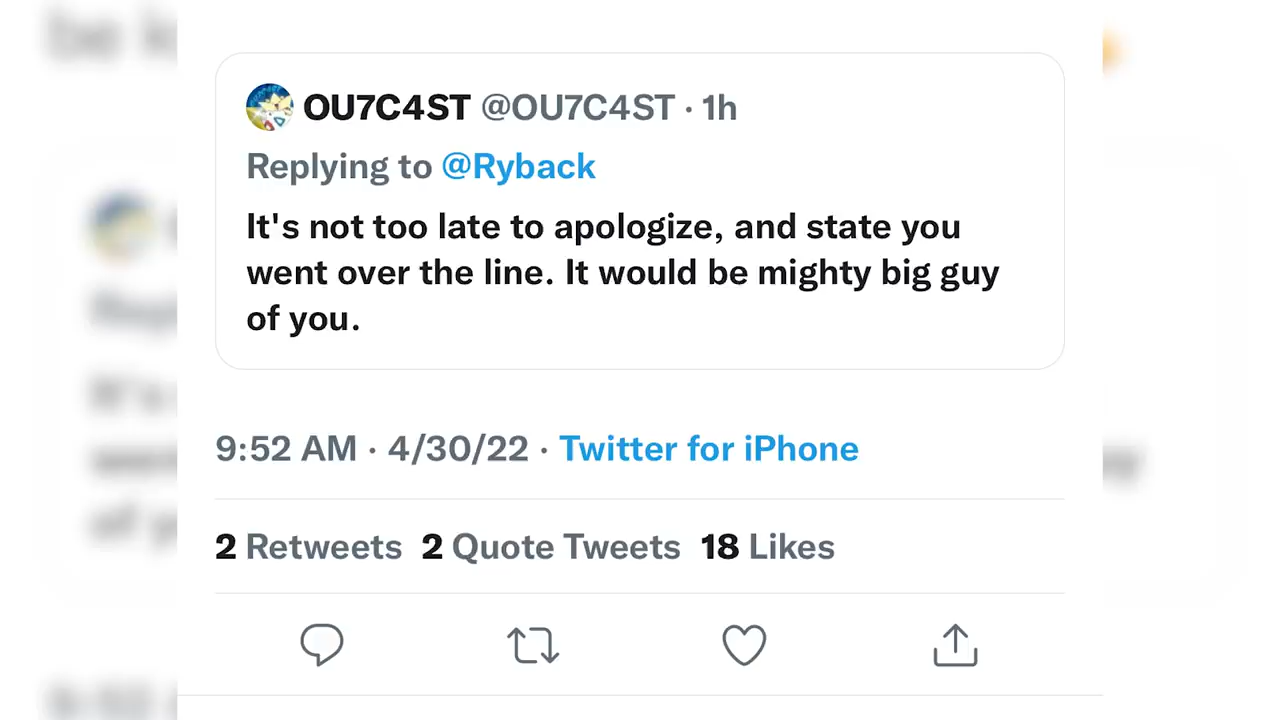 OU7C4ST @OU7C4ST · 1h
Replying to @Ryback
It's not too late to apologize, and state you
went over the line. It would be mighty big guy
of you.
9:52 AM · 4/30/22 · Twitter for iPhone
2 Retweets 2 Quote Tweets 18 Likes